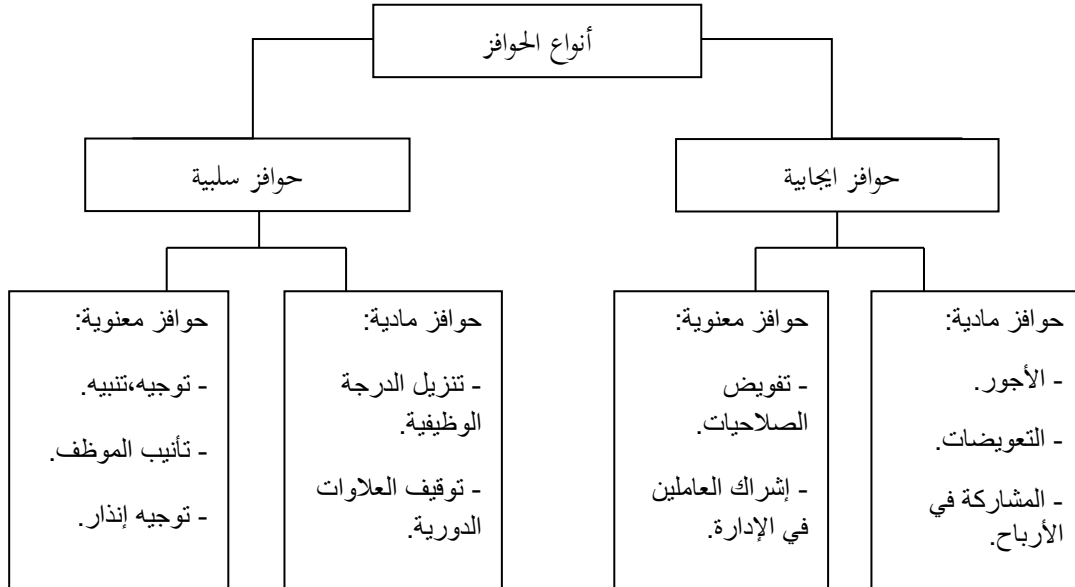 أنواع الحوافز
حوافز ايجابية
حوافز سلبية
حوافز مادية:
- الأجور.
- التعويضات.
- المشاركة في
الأرباح.
حوافز معنوية:
- تفويض
الصلاحيات.
- إشراك العاملين
في الإدارة.
حوافز مادية:
- تنزيل الدرجة
الوظيفية.
- توقيف العلاوات
الدورية.
حوافز معنوية:
- توجيه،تنبيه.
- تأنيب الموظف.
- توجيه إنذار.